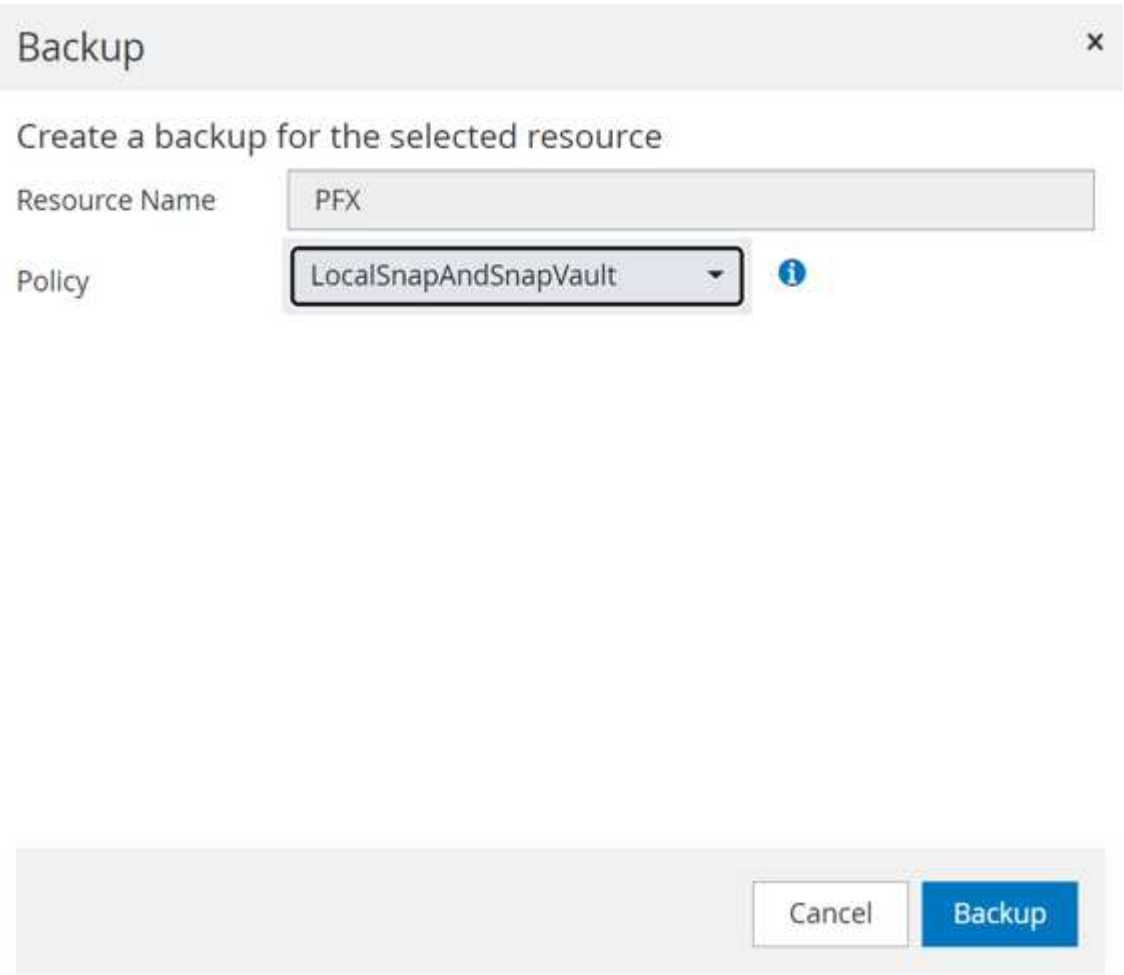 Backup x
Create a backup for the selected resource
Resource Name PFX
Policy LocalSnapAndSnapVault i
Cancel Backup